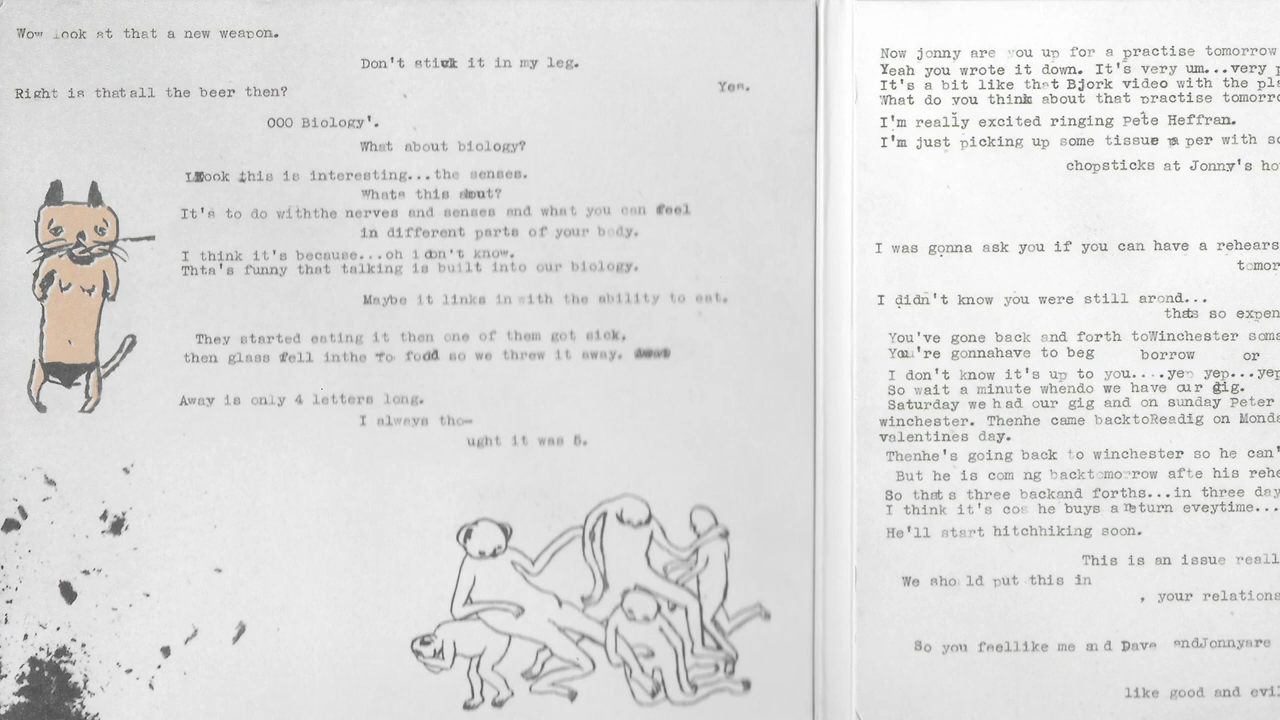 Wow look at that a new weapon.
Don't stick it in my leg.
Right is thatall the beer then?
Yes.
OOO Biology'.
What about biology?
Look this is interesting...the senses.
Whats this about?
It's to do withthe nerves and senses and what you can feel
in different parts of your body.
I think it's because...oh i don't know.
Thta's funny that talking is built into our biology.
Maybe it links in with the ability to eat.
They started eating it then one of them got sick,
then glass fell inthe fo food so we threw it away.
Away is only 4 letters long.
I always tho-
ught it was 5.
Now jonny are you up for a practise tomorrow
Yeah you wrote it down. It's very um...very
It's a bit like that Bjork video with the
What do you think about that practise
I'm really excited ringing Pete Heffran.
I'm just picking up some tissue per with
chopsticks at Jonny's
I was gonna ask you if you can have a
I didn't know you were still arond...
thats so
You've gone back and forth toWinchester
You're gonnahave to beg borrow or
I don't know it's up to you....yep yep...yep
So wait a minute whendo we have our gig.
Saturday we had our gig and on sunday Peter
winchester. Thenhe came backtoReadig on
valentines day.
Thenhe's going back to winchester so he can'
But he is com ng backtomorrow afte his
So thats three backand forths...in three
I think it's cos he buys a return eveytime...
He'll start hitchhiking soon.
This is an issue
We sho ld put this in
, your
So you feellike me and Dave andJonnyare
like good and